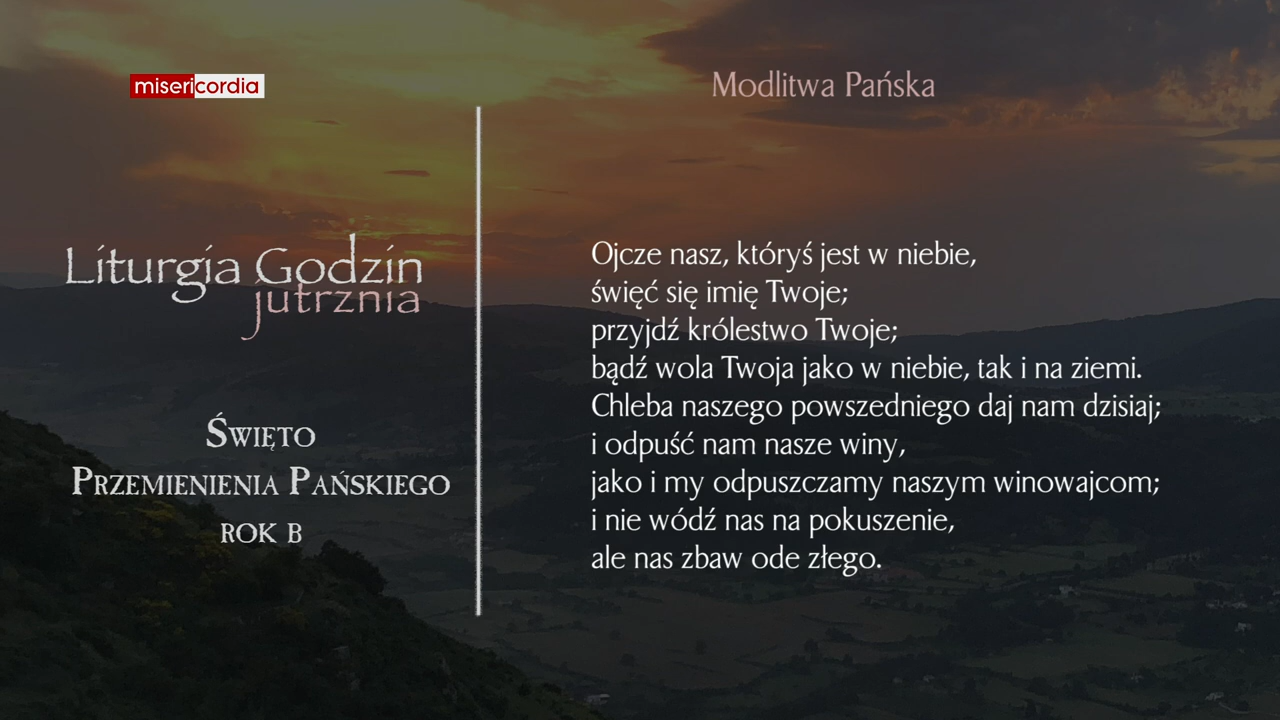 misericordia
Liturgia Godzin
jutrznia
Święto
Przemienienia Pańskiego
rok B
Modlitwa Pańska
Ojcze nasz, któryś jest w niebie,
święć się imię Twoje;
przyjdź królestwo Twoje;
bądź wola Twoja jako w niebie, tak i na ziemi.
Chleba naszego powszedniego daj nam dzisiaj;
i odpuść nam nasze winy,
jako i my odpuszczamy naszym winowajcom;
i nie wódź nas na pokuszenie,
ale nas zbaw ode złego.